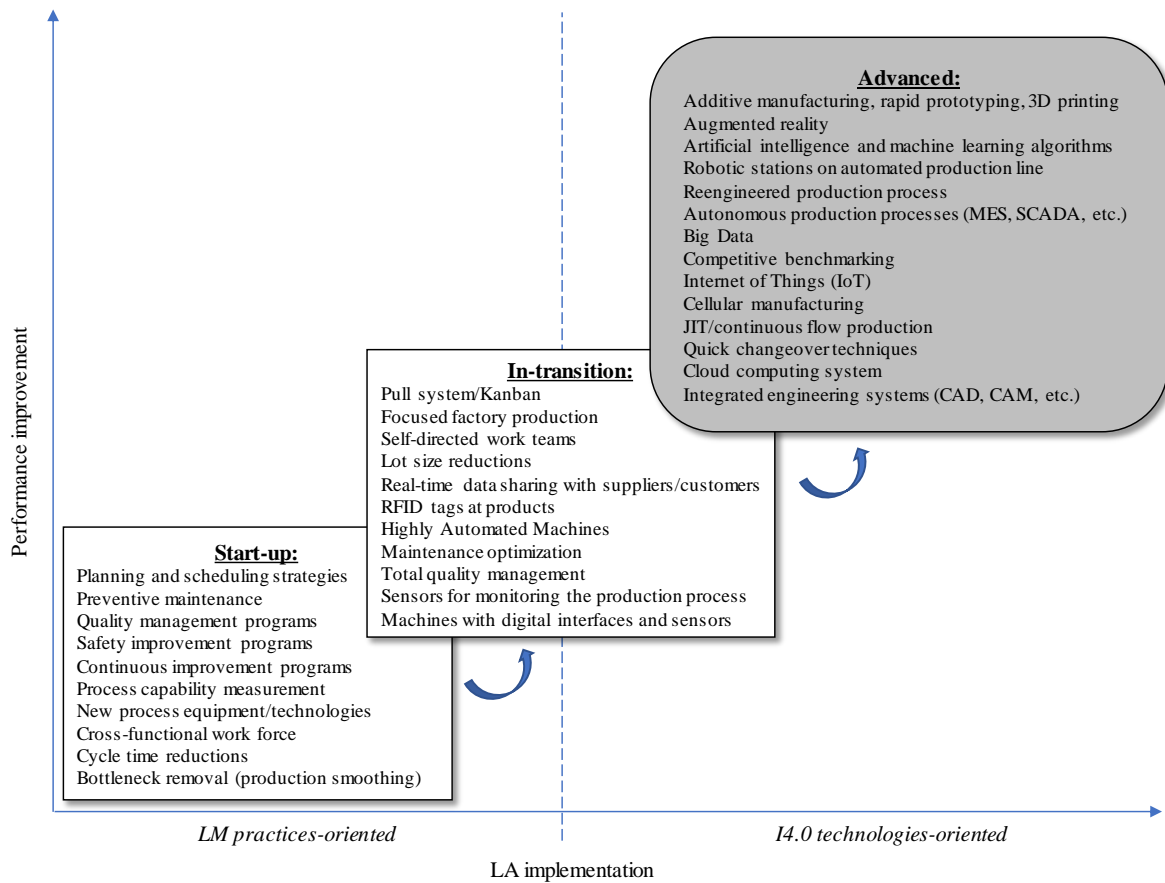 Advanced:
Additive manufacturing, rapid prototyping, 3D printing
Augmented reality
Artificial intelligence and machine learning algorithms
Robotic stations on automated production line
Reengineered production process
Autonomous production processes (MES, SCADA, etc.)
Big Data
Competitive benchmarking
Internet of Things (IoT)
Cellular manufacturing
JIT/continuous flow production
Quick changeover techniques
Cloud computing system
Integrated engineering systems (CAD, CAM, etc.)
In-transition:
Pull system/Kanban
Focused factory production
Self-directed work teams
Lot size reductions
Real-time data sharing with suppliers/customers
RFID tags at products
Highly Automated Machines
Maintenance optimization
Total quality management
Sensors for monitoring the production process
Machines with digital interfaces and sensors
Start-up:
Planning and scheduling strategies
Preventive maintenance
Quality management programs
Safety improvement programs
Continuous improvement programs
Process capability measurement
New process equipment/technologies
Cross-functional work force
Cycle time reductions
Bottleneck removal (production smoothing)
Performance improvement
LM practices-oriented
I4.0 technologies-oriented
LA implementation